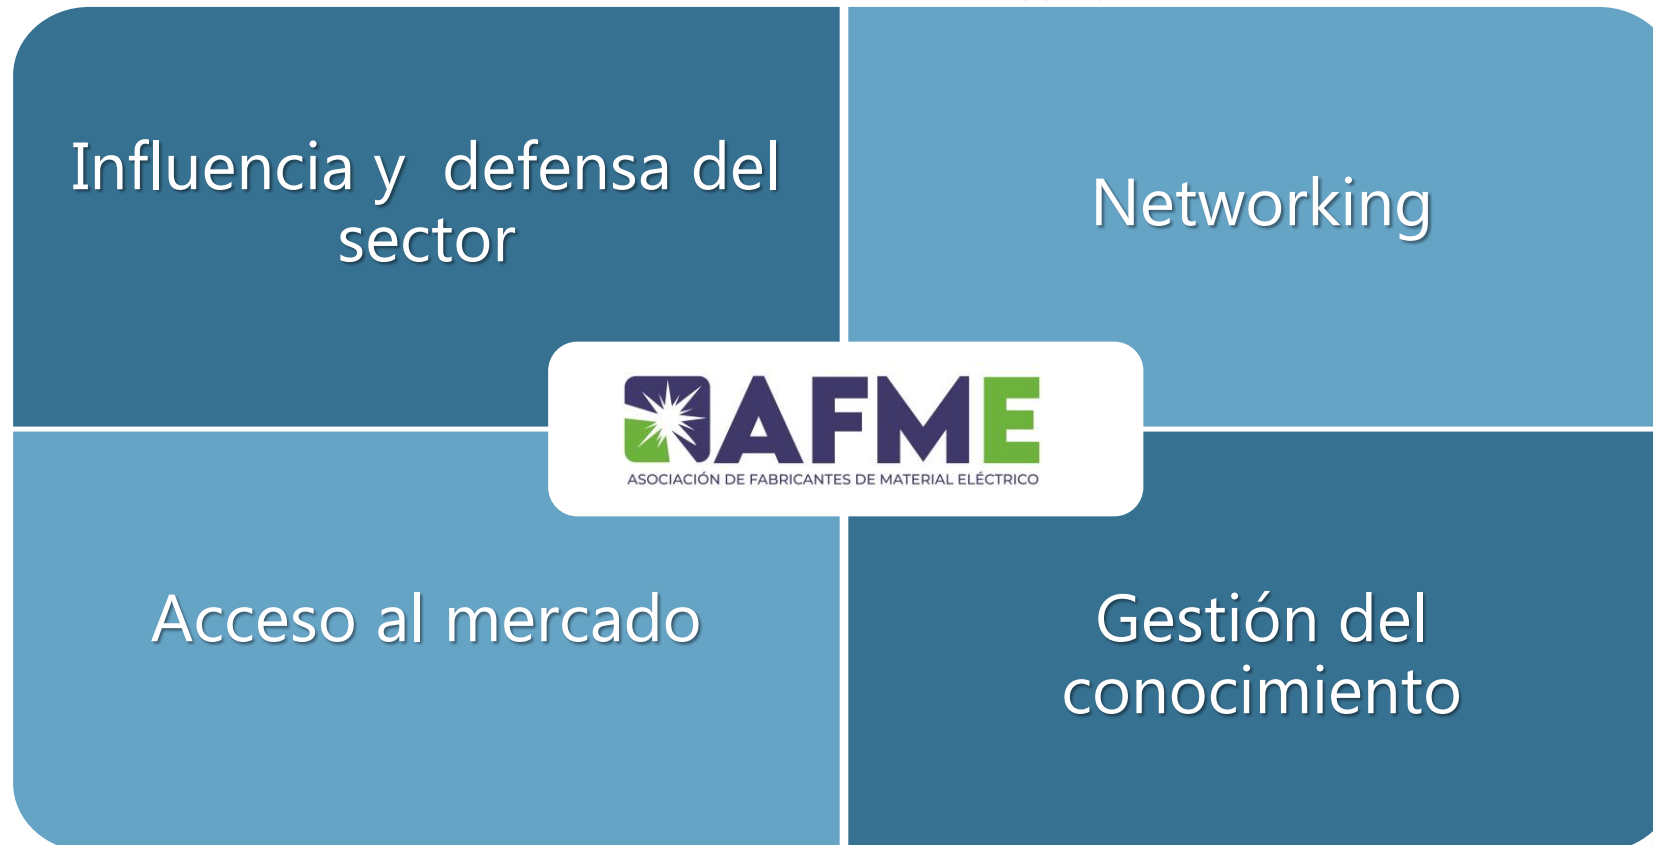 Influencia y  defensa del
sector
Networking
AFME
ASOCIACIÓN DE FABRICANTES DE MATERIAL ELÉCTRICO
Acceso al mercado
Gestión del
conocimiento